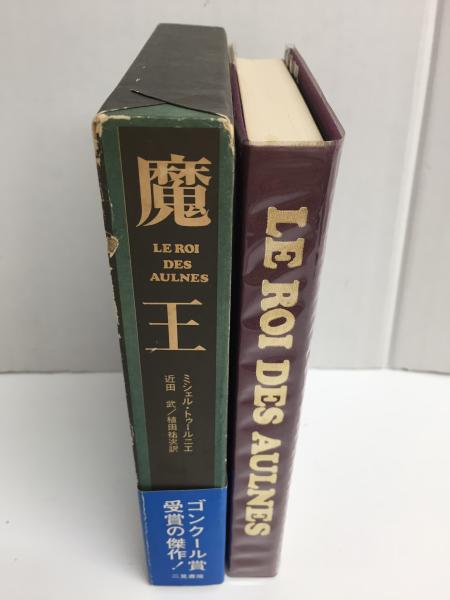 魔
LE ROI
DES
AULNES
王
ミシェル・トゥールニエ
近田 武／植田祐次訳
ゴンクール賞
受賞の傑作!
二見書房
LE ROI DES AULNES